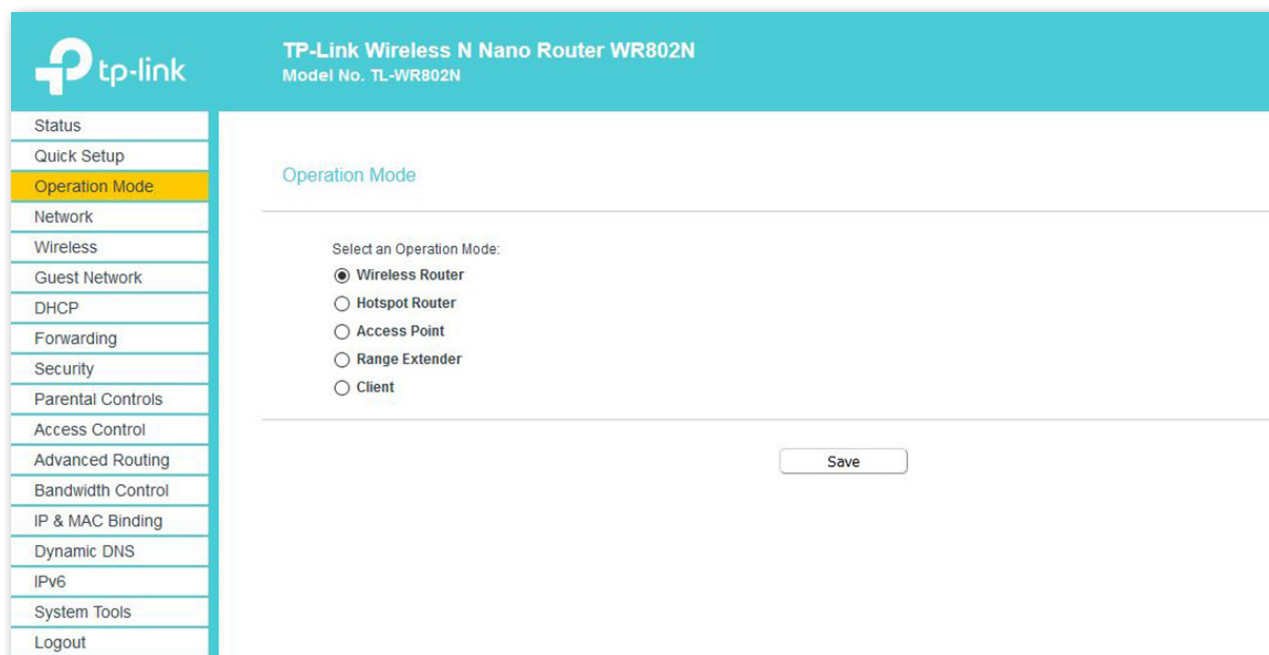 tp-link
TP-Link Wireless N Nano Router WR802N
Model No. TL-WR802N
Status
Quick Setup
Operation Mode
Network
Wireless
Guest Network
DHCP
Forwarding
Security
Parental Controls
Access Control
Advanced Routing
Bandwidth Control
IP & MAC Binding
Dynamic DNS
IPv6
System Tools
Logout
Operation Mode
Select an Operation Mode:
Wireless Router
Hotspot Router
Access Point
Range Extender
Client
Save